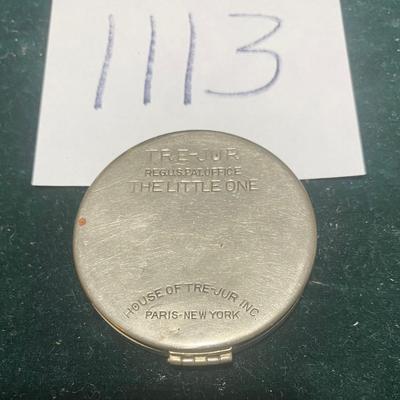 1113
TRE-JUR
REG.U.S.PAT.OFFICE
THE LITTLE ONE
HOUSE OF TRE-JUR INC.
PARIS-NEW YORK